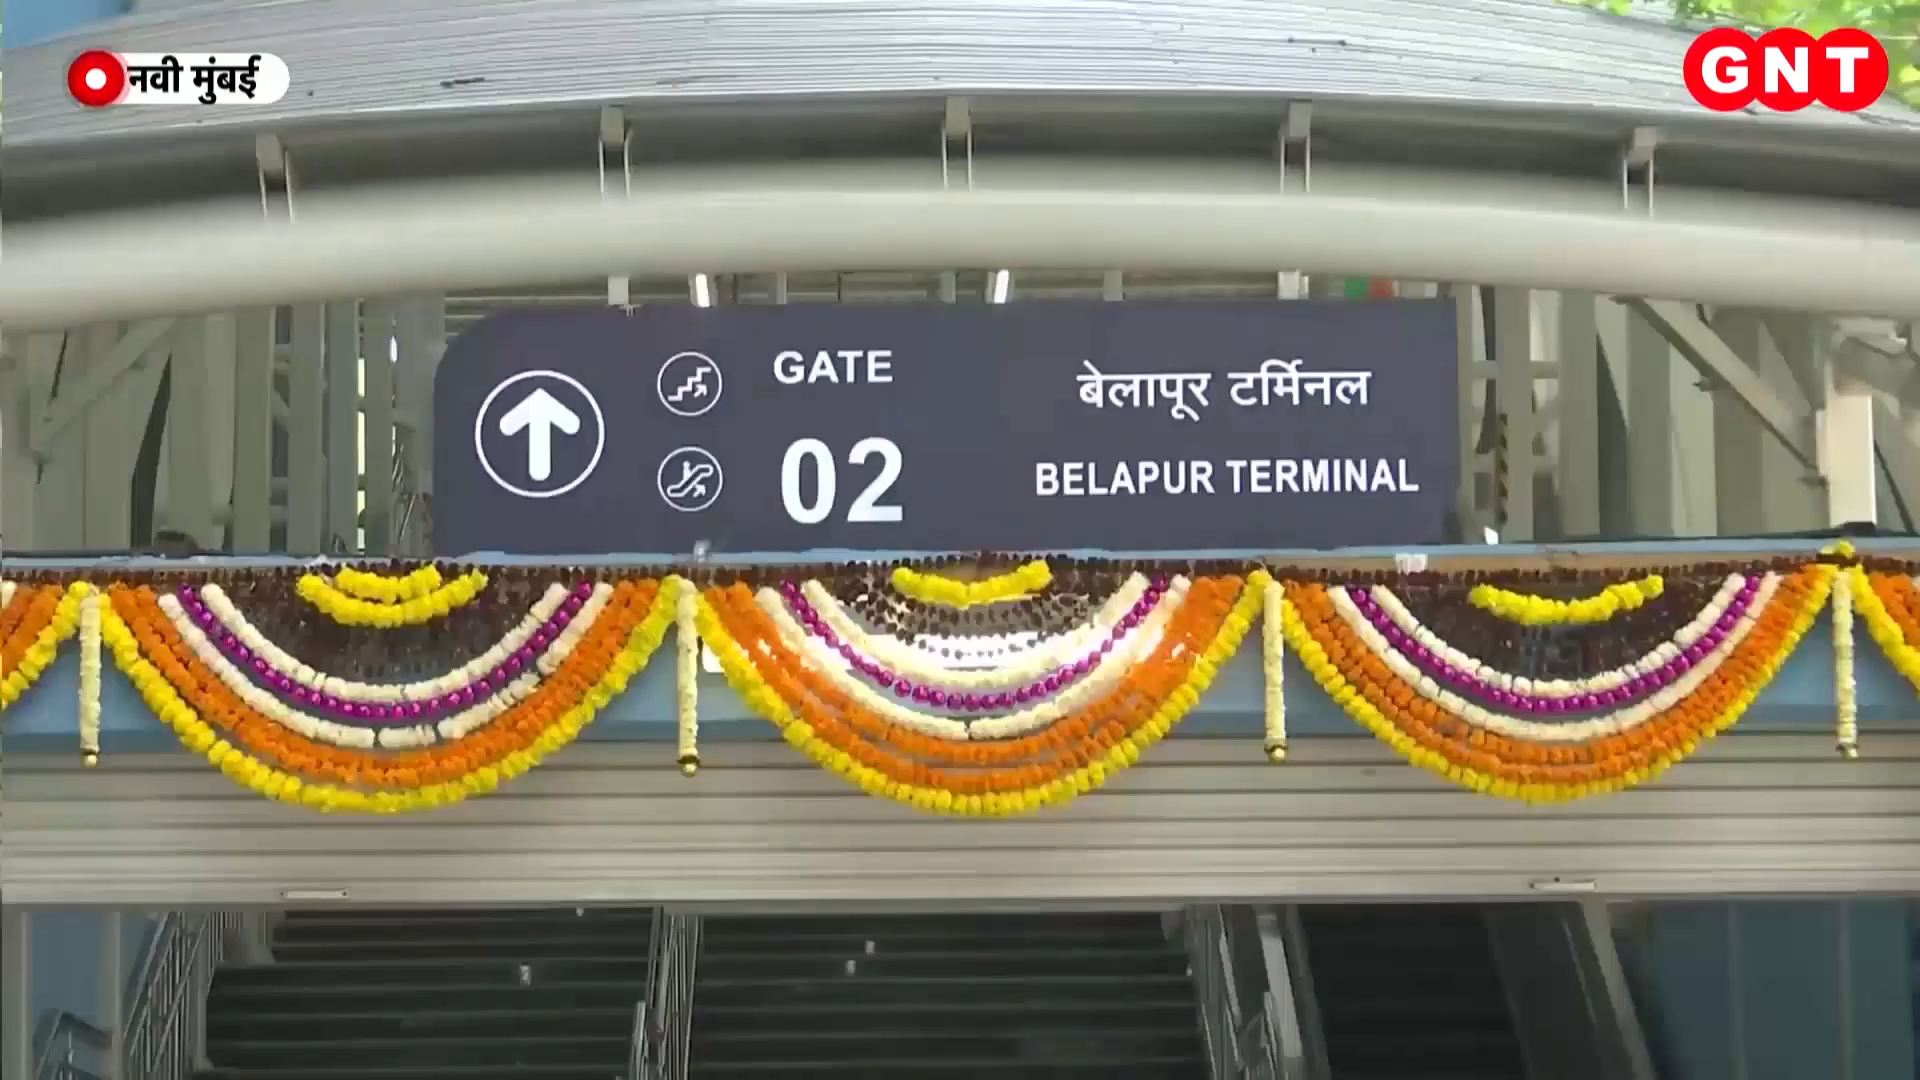 नवी मुंबई
GNT
GATE
02
बेलापूर टर्मिनल
BELAPUR TERMINAL